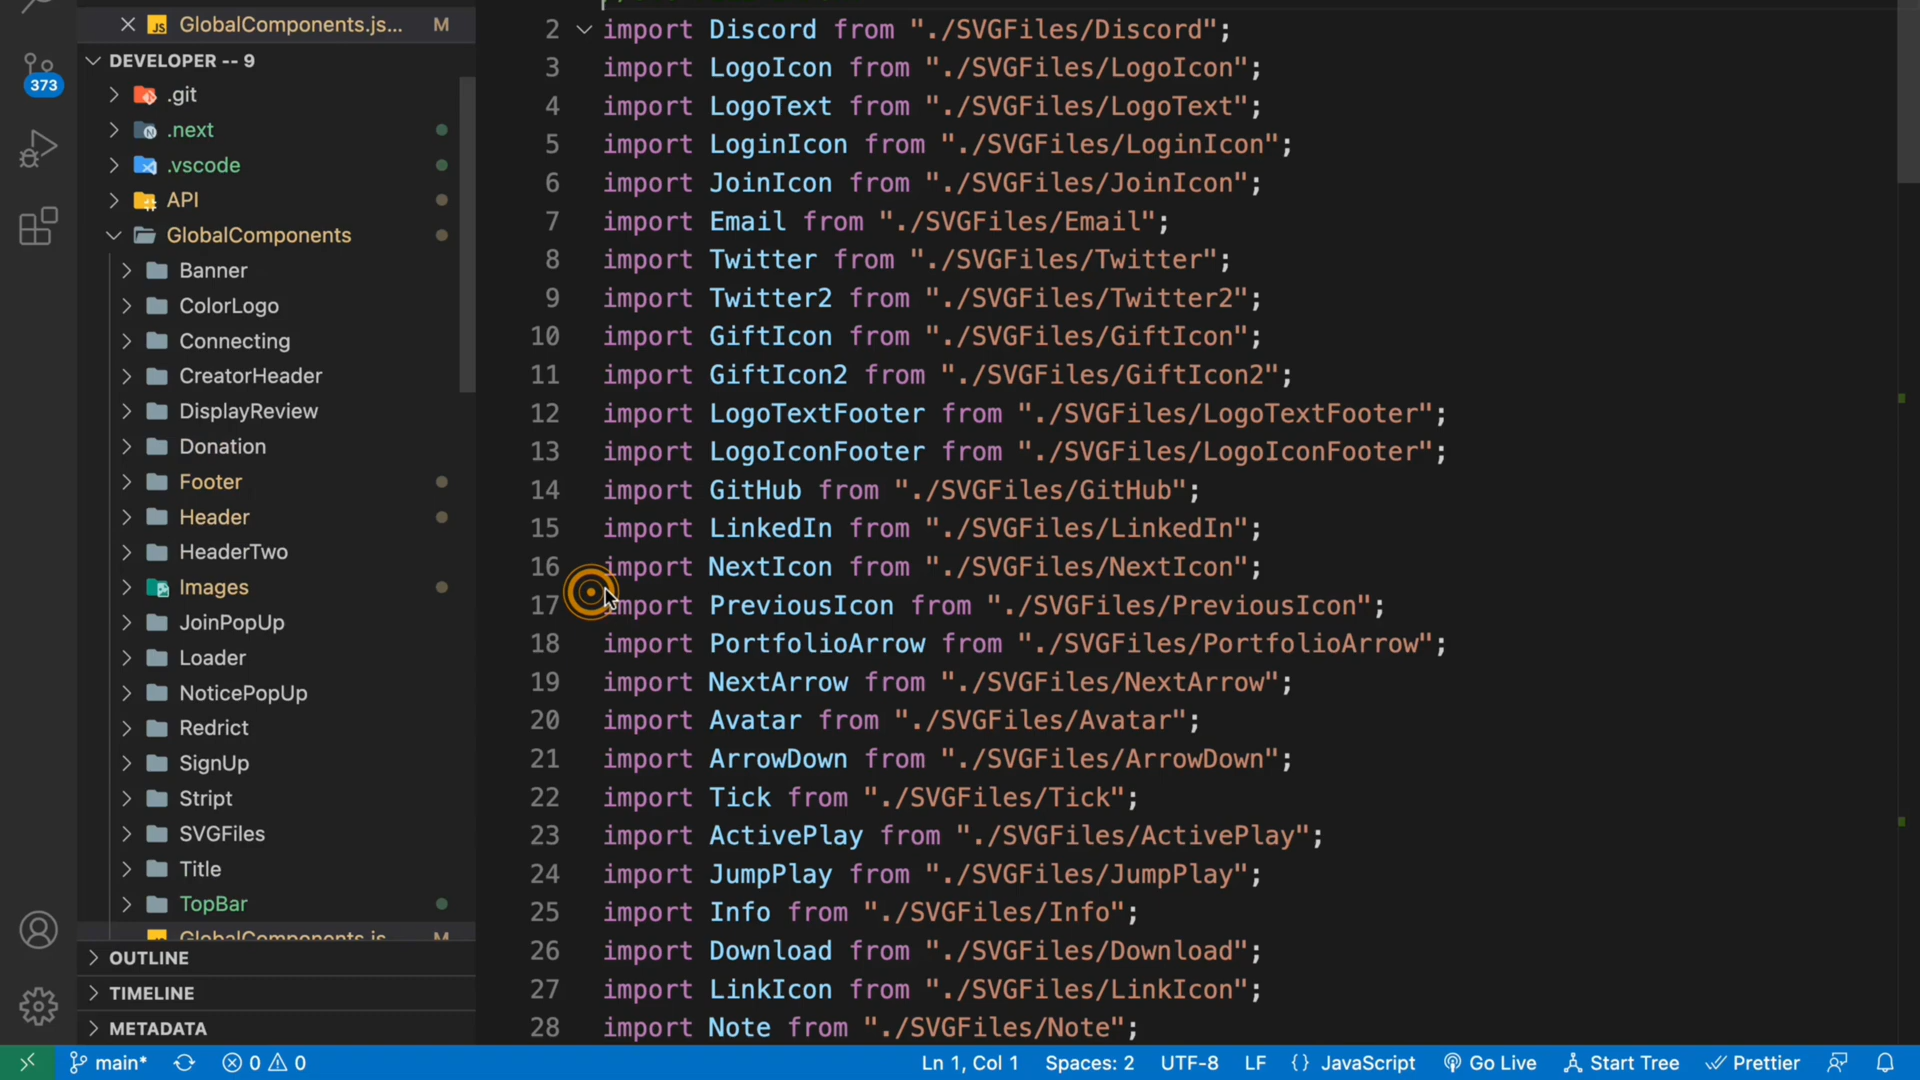 GlobalComponents.js... M
DEVELOPER -- 9
373
.git
.next
.vscode
API
GlobalComponents
Banner
ColorLogo
Connecting
CreatorHeader
DisplayReview
Donation
Footer
Header
HeaderTwo
Images
JoinPopUp
Loader
NoticePopUp
Redrict
SignUp
Stript
SVGFiles
Title
TopBar
GlobalComponents.js M
OUTLINE
TIMELINE
METADATA
2 import Discord from "./SVGFiles/Discord";
3 import LogoIcon from "./SVGFiles/LogoIcon";
4 import LogoText from "./SVGFiles/LogoText";
5 import LoginIcon from "./SVGFiles/LoginIcon";
6 import JoinIcon from "./SVGFiles/JoinIcon";
7 import Email from "./SVGFiles/Email";
8 import Twitter from "./SVGFiles/Twitter";
9 import Twitter2 from "./SVGFiles/Twitter2";
10 import GiftIcon from "./SVGFiles/GiftIcon";
11 import GiftIcon2 from "./SVGFiles/GiftIcon2";
12 import LogoTextFooter from "./SVGFiles/LogoTextFooter";
13 import LogoIconFooter from "./SVGFiles/LogoIconFooter";
14 import GitHub from "./SVGFiles/GitHub";
15 import LinkedIn from "./SVGFiles/LinkedIn";
16 import NextIcon from "./SVGFiles/NextIcon";
17 import PreviousIcon from "./SVGFiles/PreviousIcon";
18 import PortfolioArrow from "./SVGFiles/PortfolioArrow";
19 import NextArrow from "./SVGFiles/NextArrow";
20 import Avatar from "./SVGFiles/Avatar";
21 import ArrowDown from "./SVGFiles/ArrowDown";
22 import Tick from "./SVGFiles/Tick";
23 import ActivePlay from "./SVGFiles/ActivePlay";
24 import JumpPlay from "./SVGFiles/JumpPlay";
25 import Info from "./SVGFiles/Info";
26 import Download from "./SVGFiles/Download";
27 import LinkIcon from "./SVGFiles/LinkIcon";
28 import Note from "./SVGFiles/Note";
main* 0 0 Ln 1, Col 1 Spaces: 2 UTF-8 LF {} JavaScript Go Live Start Tree Prettier